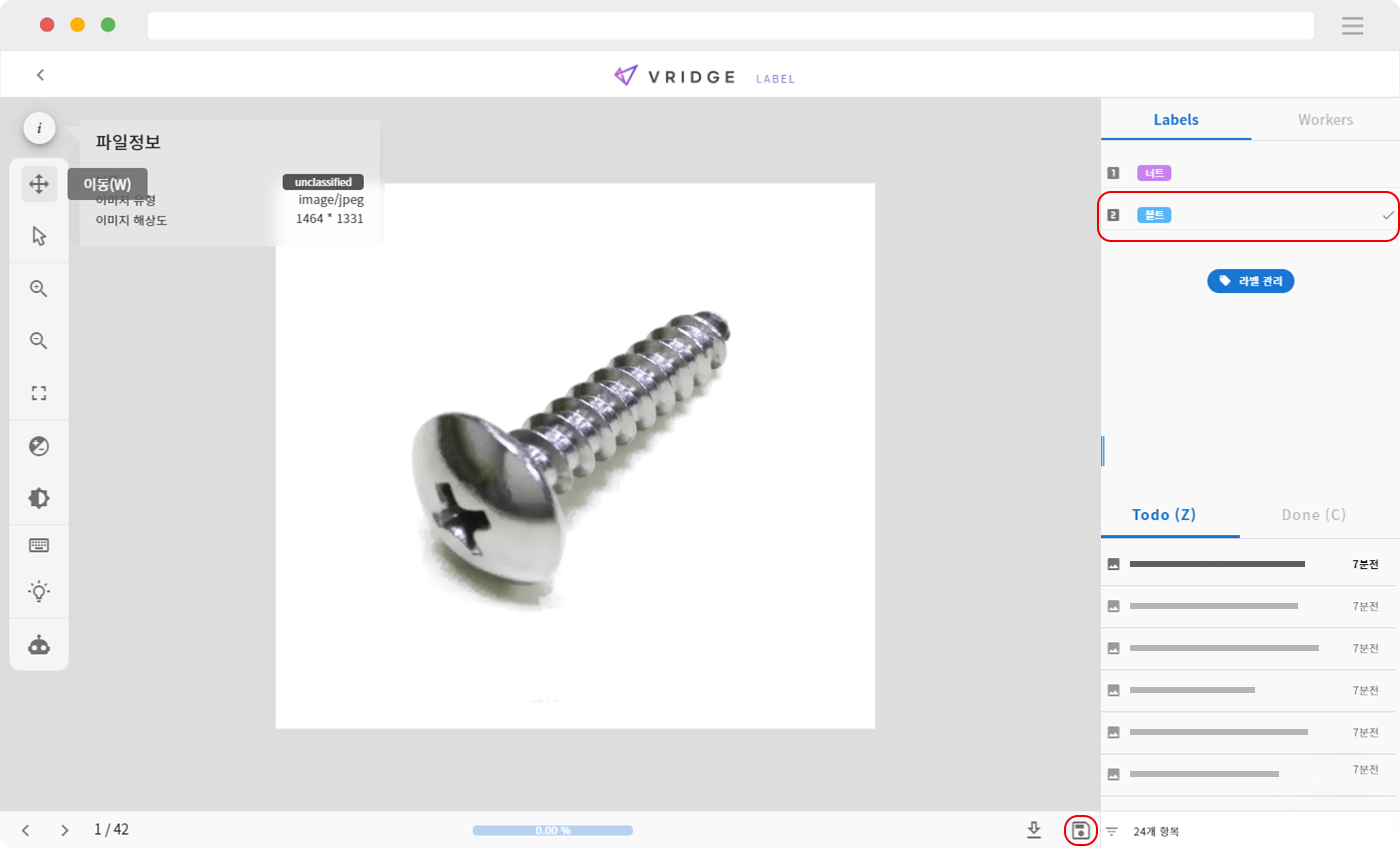 VRIDGE LABEL
i
파일정보
이동(W)
unclassified
이미지 유형
image/jpeg
이미지 해상도
1464 * 1331
Labels
Workers
1
너트
2
볼트
라벨 관리
Todo (Z)
Done (C)
7분전
7분전
7분전
7분전
7분전
7분전
1 / 42
0.00 %
24개 항목